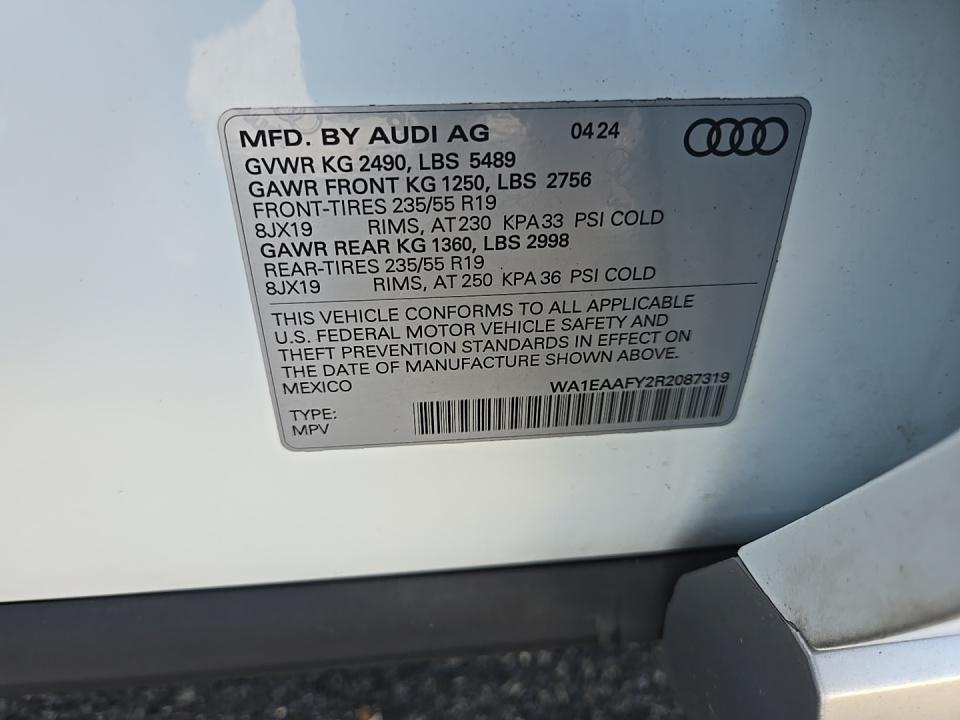 MFD. BY AUDI AG 04 24
GVWR KG 2490, LBS 5489
GAWR FRONT KG 1250, LBS 2756
FRONT-TIRES 235/55 R19
8JX19 RIMS, AT 230 KPA 33 PSI COLD
GAWR REAR KG 1360, LBS 2998
REAR-TIRES 235/55 R19
8JX19 RIMS, AT 250 KPA 36 PSI COLD
THIS VEHICLE CONFORMS TO ALL APPLICABLE
U.S. FEDERAL MOTOR VEHICLE SAFETY AND
THEFT PREVENTION STANDARDS IN EFFECT ON
THE DATE OF MANUFACTURE SHOWN ABOVE.
MEXICO WA1EAAFY2R2087319
TYPE:
MPV